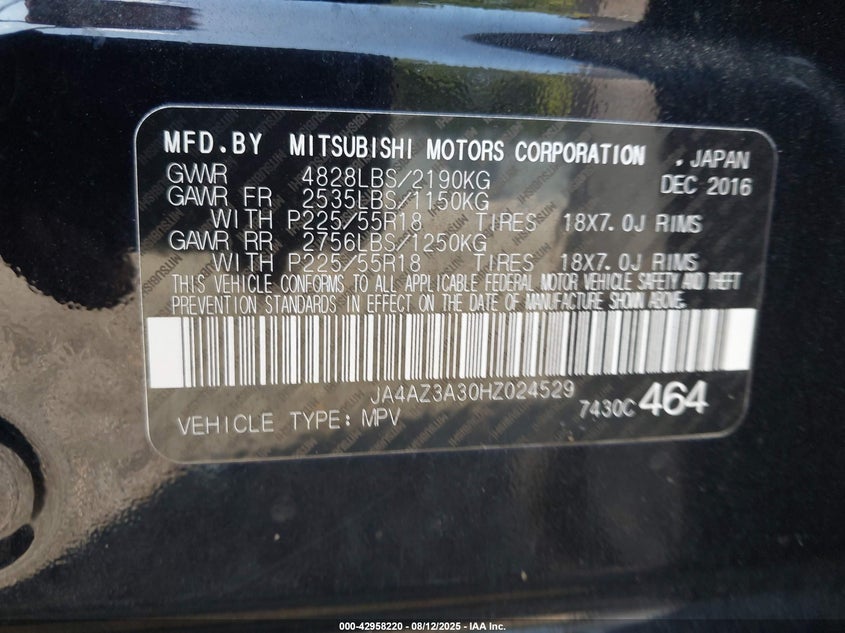 MFD.BY MITSUBISHI MOTORS CORPORATION , JAPAN
GVWR 4828LBS/2190KG DEC 2016
GAWR FR 2535LBS/1150KG
WITH P225/55R18 TIRES 18X7.0J RIMS
GAWR RR 2756LBS/1250KG
WITH P225/55R18 TIRES 18X7.0J RIMS
THIS VEHICLE CONFORMS TO ALL APPLICABLE FEDERAL MOTOR VEHICLE SAFETY AND THEFT
PREVENTION STANDARDS IN EFFECT ON THE DATE OF MANUFACTURE SHOWN ABOVE.
JA4AZ3A30HZ024529
VEHICLE TYPE: MPV 7430C 464
000-42958220 - 08/12/2025 - IAA Inc.